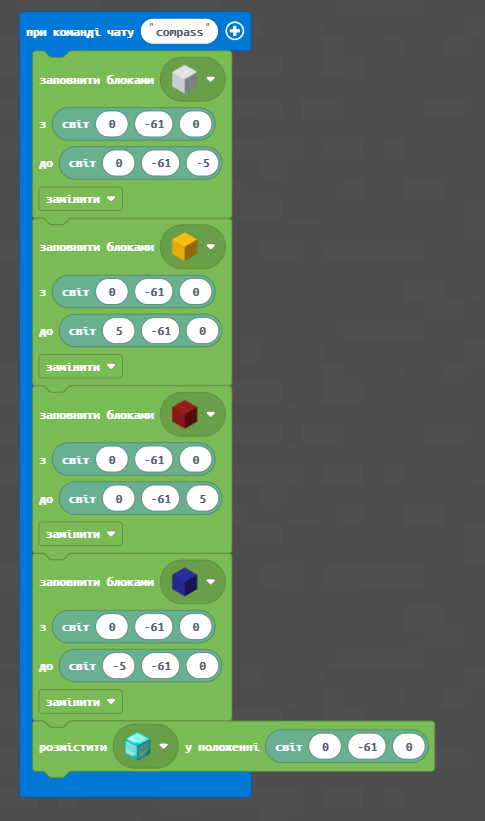 при команді чату "compass"
заповнити блоками
з світ 0 -61 0
до світ 0 -61 -5
замінити
заповнити блоками
з світ 0 -61 0
до світ 5 -61 0
замінити
заповнити блоками
з світ 0 -61 0
до світ 0 -61 5
замінити
заповнити блоками
з світ 0 -61 0
до світ -5 -61 0
замінити
розмістити у положенні світ 0 -61 0